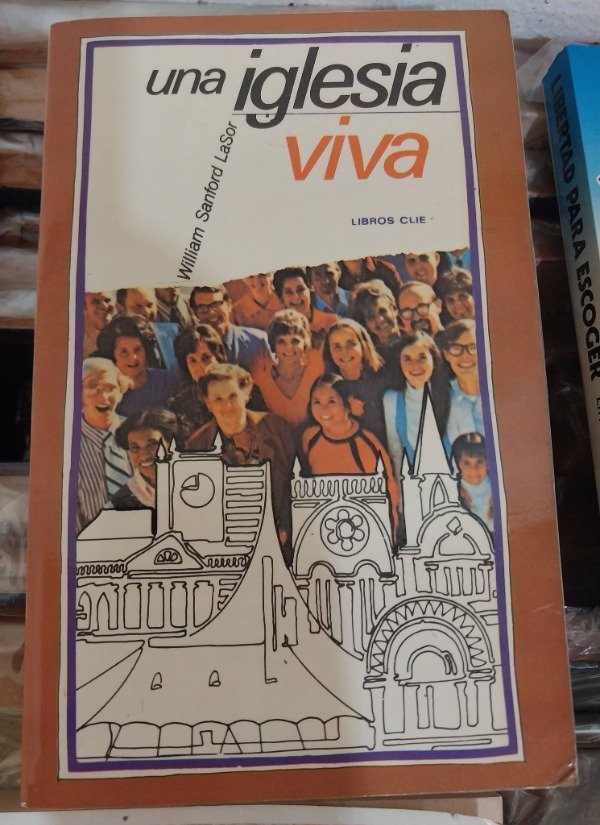 una iglesia
viva
William Sanford LaSor
LIBROS CLIE
LIBERTAD PARA ESCOGER